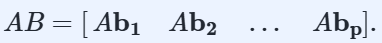 AB = [ Ab₁ Ab₂ … Abₚ].